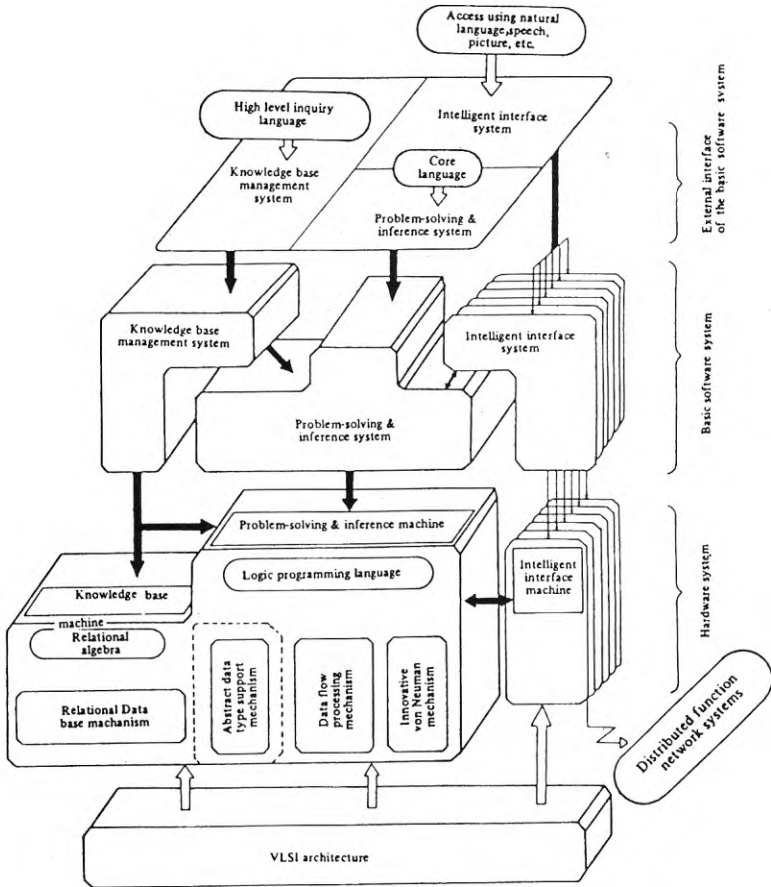 Access using natural
language,speech,
picture, etc.
High level inquiry
language
Intelligent interface
system
Core
language
Knowledge base
management
system
Problem-solving &
inference system
External interface
of the basic software system
Knowledge base
management system
Intelligent interface
system
Problem-solving &
inference system
Basic software system
Problem-solving & inference machine
Logic programming language
Intelligent
interface
machine
Knowledge base
machine
Relational
algebra
Relational Data
base machanism
Abstract data
type support
mechanism
Data flow
processing
mechanism
Innovative
von Neuman
mechanism
Hardware system
Distributed function
network systems
VLSI architecture